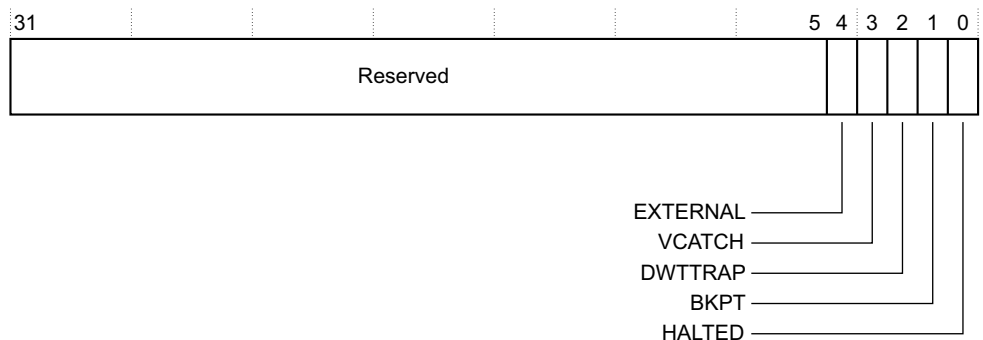 31 5 4 3 2 1 0
Reserved
EXTERNAL
VCATCH
DWTTRAP
BKPT
HALTED